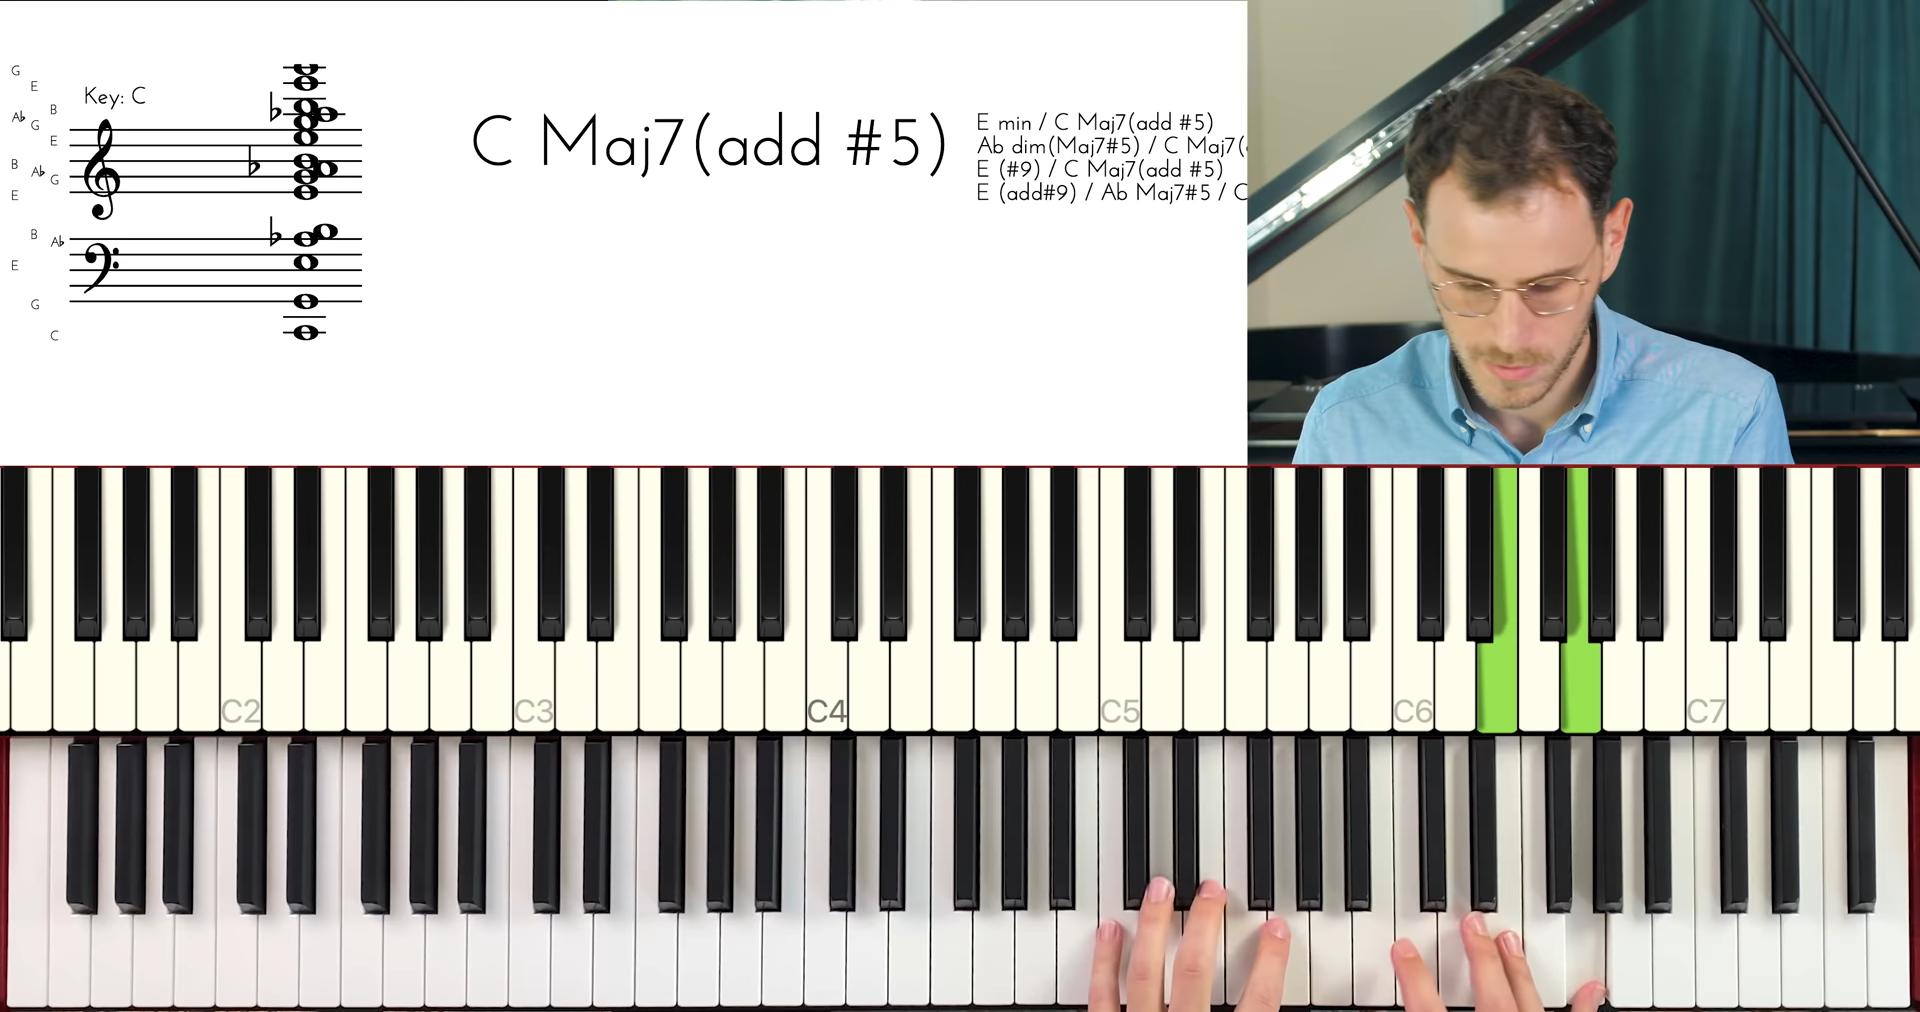 G
E
Key: C
B
Ab
G
E
B
Ab
G
E
B
Ab
E
G
C
C Maj7(add #5)
E min / C Maj7(add #5)
Ab dim(Maj7#5) / C Maj7(
E (#9) / C Maj7(add #5)
E (add#9) / Ab Maj7#5 / C
C2 C3 C4 C5 C6 C7